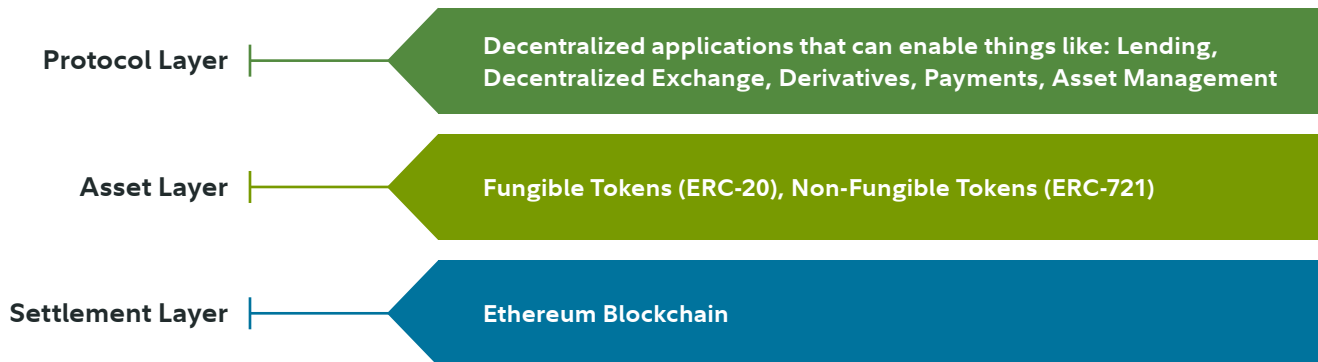 Protocol Layer
Decentralized applications that can enable things like: Lending,
Decentralized Exchange, Derivatives, Payments, Asset Management
Asset Layer
Fungible Tokens (ERC-20), Non-Fungible Tokens (ERC-721)
Settlement Layer
Ethereum Blockchain